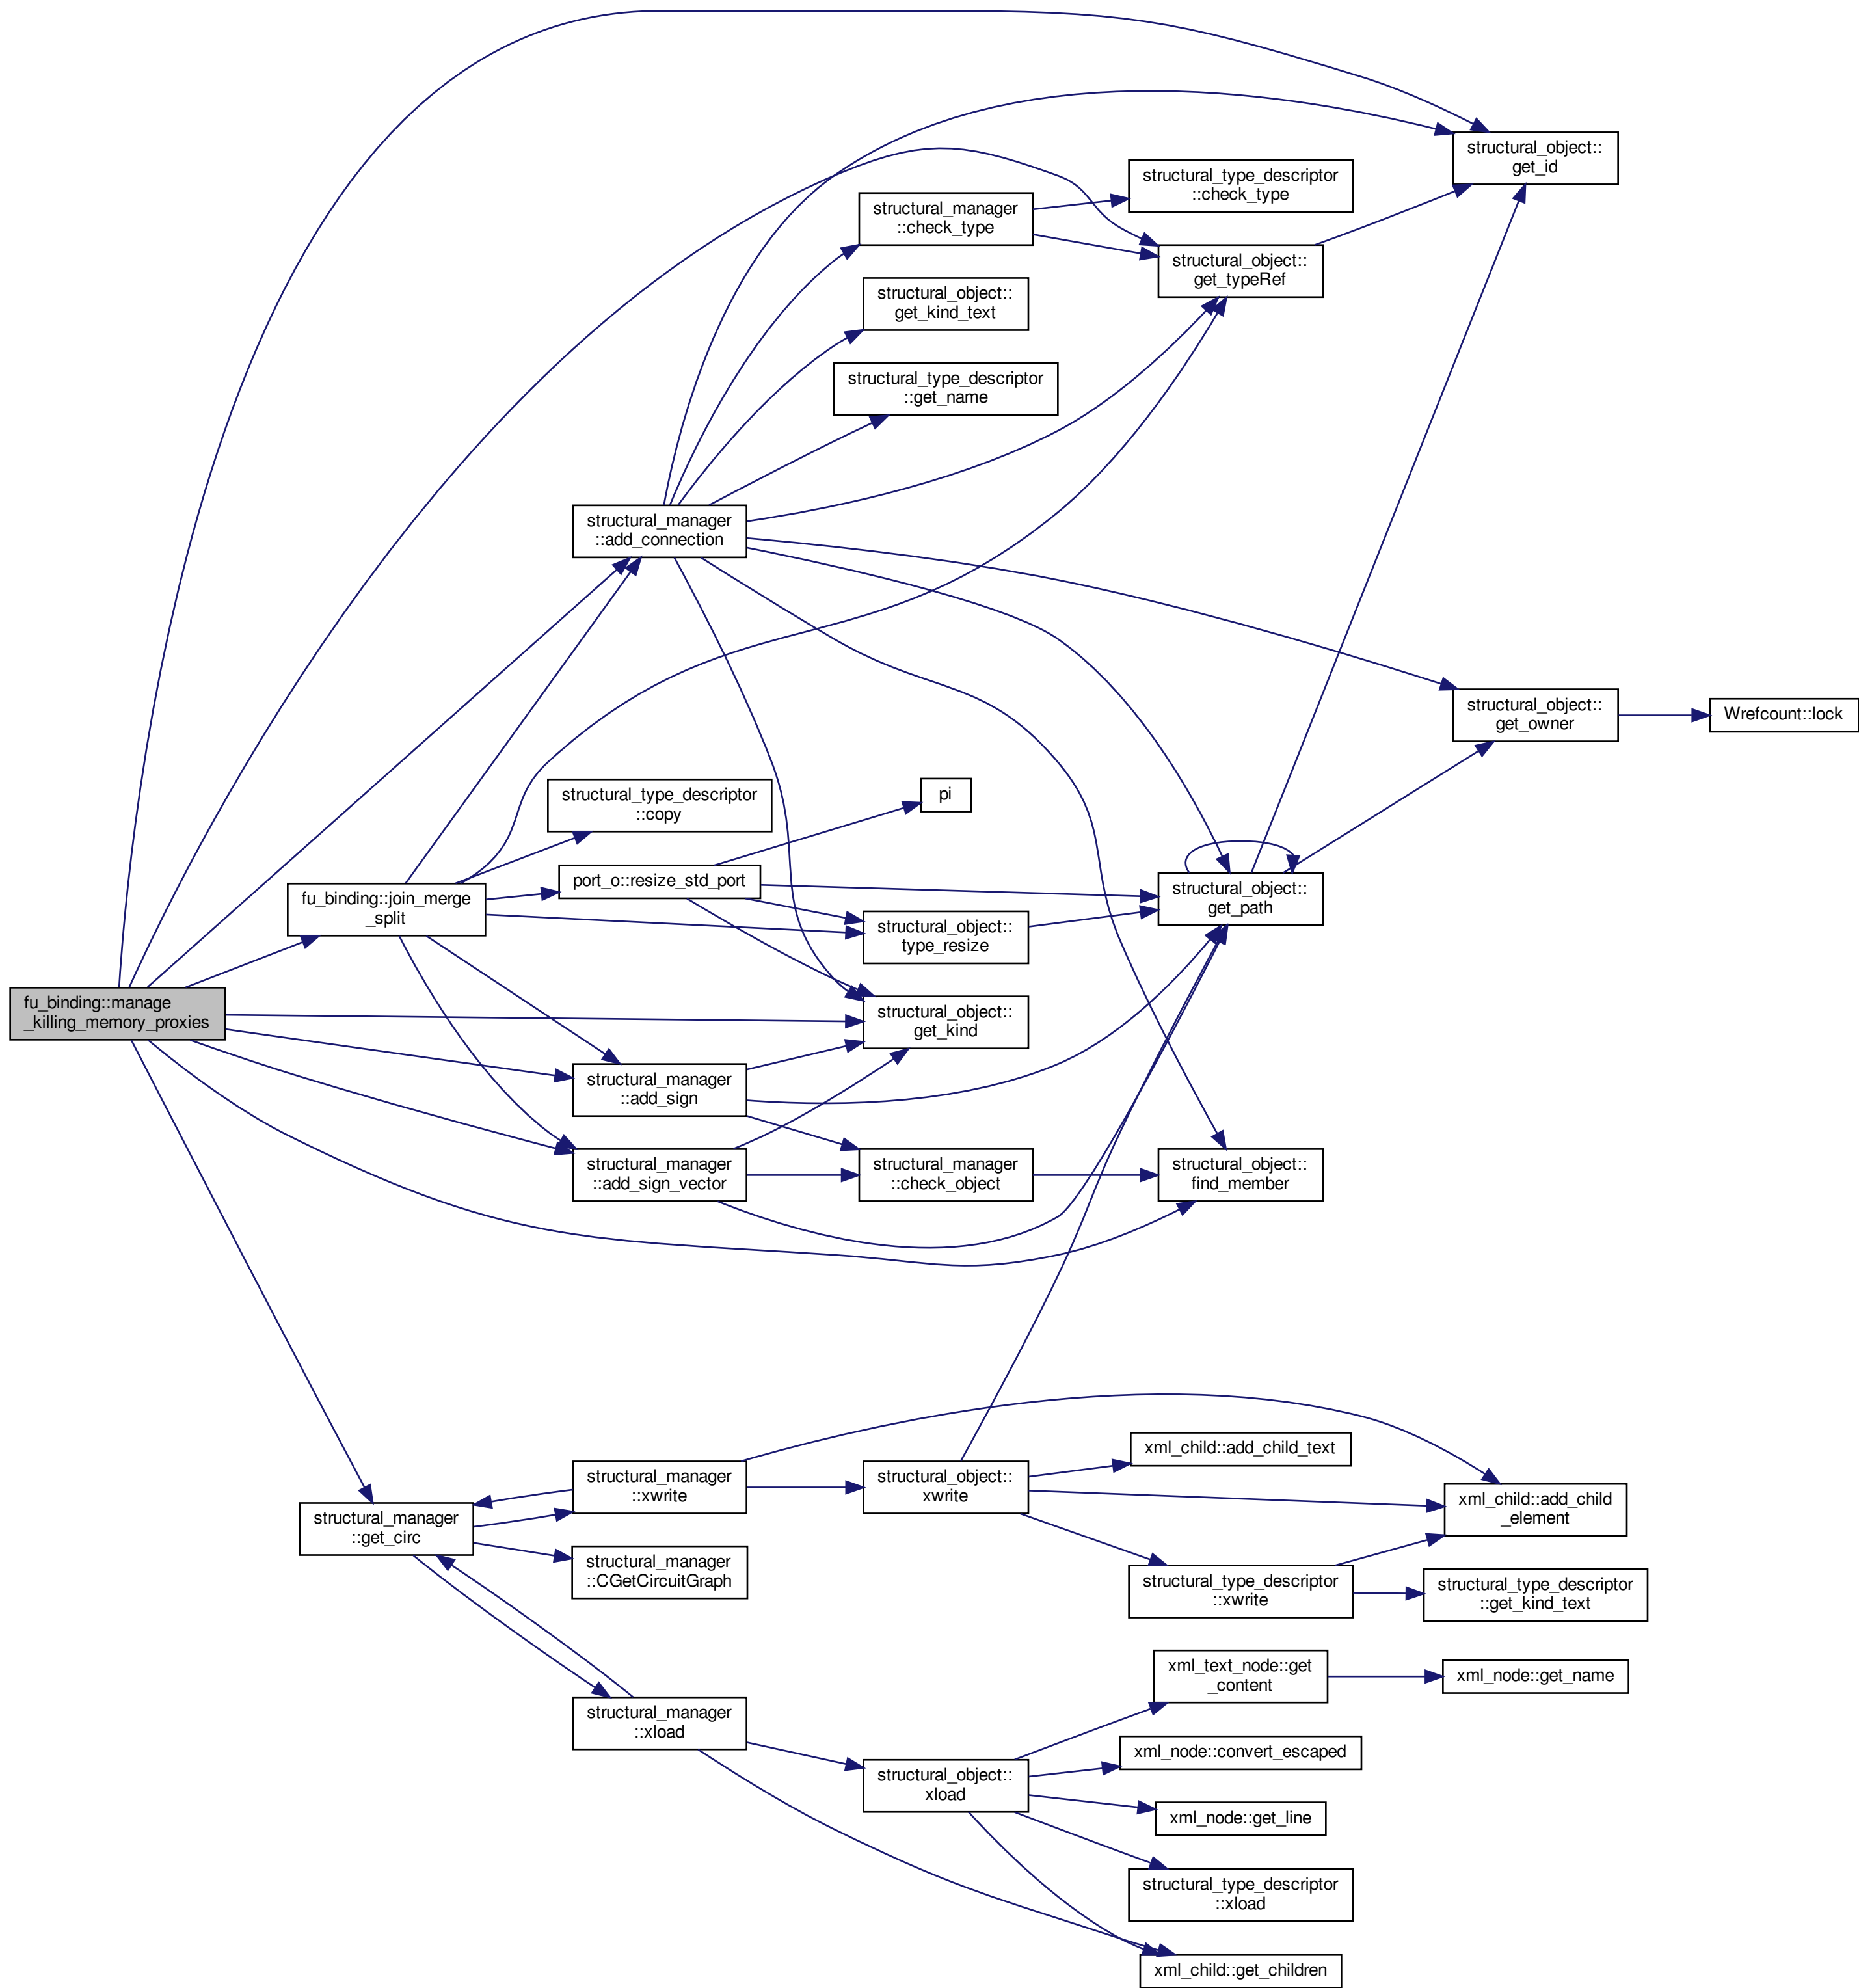 structural_object::
get_id
structural_type_descriptor
::check_type
structural_manager
::check_type
structural_object::
get_typeRef
structural_object::
get_kind_text
structural_type_descriptor
::get_name
structural_manager
::add_connection
structural_object::
get_owner
Wrefcount::lock
structural_type_descriptor
::copy
pi
port_o::resize_std_port
fu_binding::join_merge
_split
structural_object::
get_path
structural_object::
type_resize
fu_binding::manage
_killing_memory_proxies
structural_object::
get_kind
structural_manager
::add_sign
structural_manager
::add_sign_vector
structural_manager
::check_object
structural_object::
find_member
xml_child::add_child_text
structural_manager
::xwrite
structural_object::
xwrite
xml_child::add_child
_element
structural_manager
::get_circ
structural_manager
::CGetCircuitGraph
structural_type_descriptor
::xwrite
structural_type_descriptor
::get_kind_text
xml_text_node::get
_content
xml_node::get_name
structural_manager
::xload
xml_node::convert_escaped
structural_object::
xload
xml_node::get_line
structural_type_descriptor
::xload
xml_child::get_children